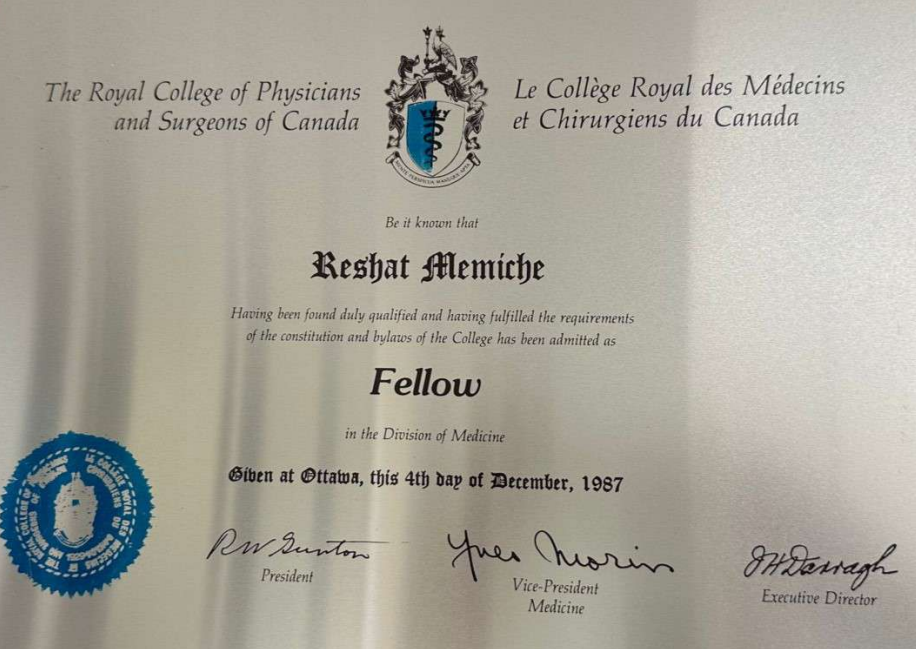 The Royal College of Physicians
and Surgeons of Canada
Le Collège Royal des Médecins
et Chirurgiens du Canada
Be it known that
Reshat Memiche
Having been found duly qualified and having fulfilled the requirements
of the constitution and bylaws of the College has been admitted as
Fellow
in the Division of Medicine
Given at Ottawa, this 4th day of December, 1987
President
Yves Morin
Vice-President
Medicine
Executive Director